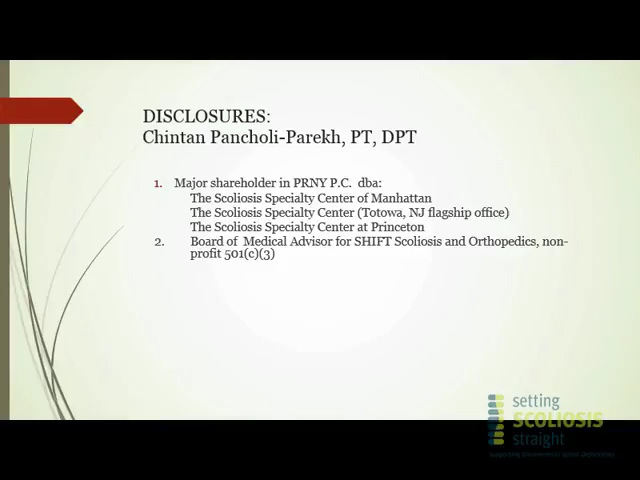 DISCLOSURES:
Chintan Pancholi-Parekh, PT, DPT
1. Major shareholder in PRNY P.C. dba:
The Scoliosis Specialty Center of Manhattan
The Scoliosis Specialty Center (Totowa, NJ flagship office)
The Scoliosis Specialty Center at Princeton
2. Board of Medical Advisor for SHIFT Scoliosis and Orthopedics, non-
profit 501(c)(3)
setting
SCOLIOSIS
straight